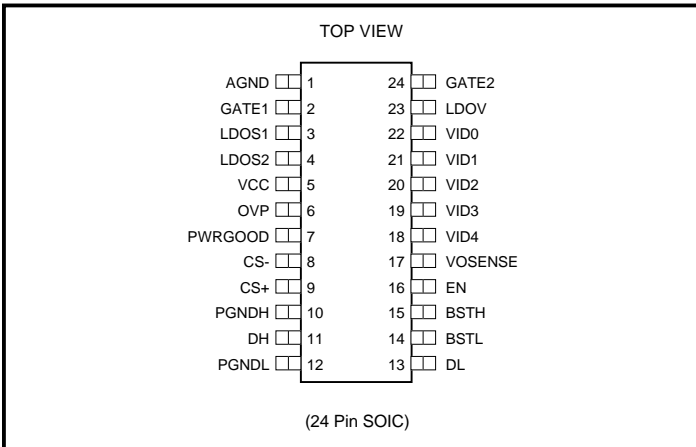 TOP VIEW
AGND 1 24 GATE2
GATE1 2 23 LDOV
LDOS1 3 22 VID0
LDOS2 4 21 VID1
VCC 5 20 VID2
OVP 6 19 VID3
PWRGOOD 7 18 VID4
CS- 8 17 VOSENSE
CS+ 9 16 EN
PGNDH 10 15 BSTH
DH 11 14 BSTL
PGNDL 12 13 DL
(24 Pin SOIC)